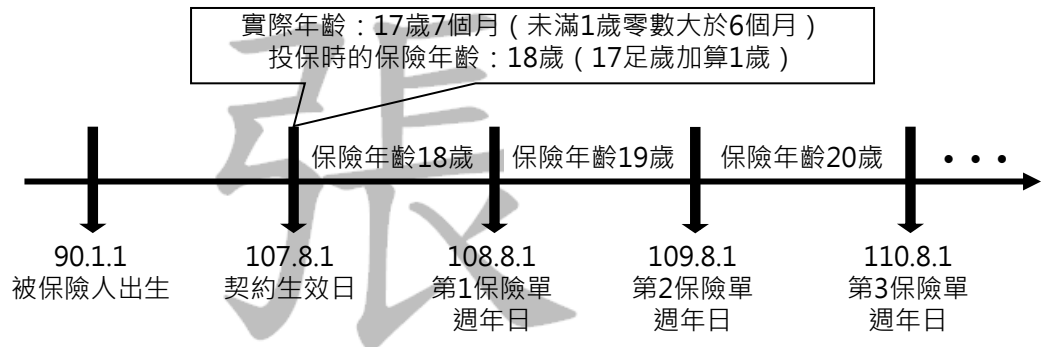 實際年齡：17歲7個月（未滿1歲零數大於6個月）
投保時的保險年齡：18歲（17足歲加算1歲）
張
保險年齡18歲
保險年齡19歲
保險年齡20歲
• • •
90.1.1
被保險人出生
107.8.1
契約生效日
108.8.1
第1保險單
週年日
109.8.1
第2保險單
週年日
110.8.1
第3保險單
週年日